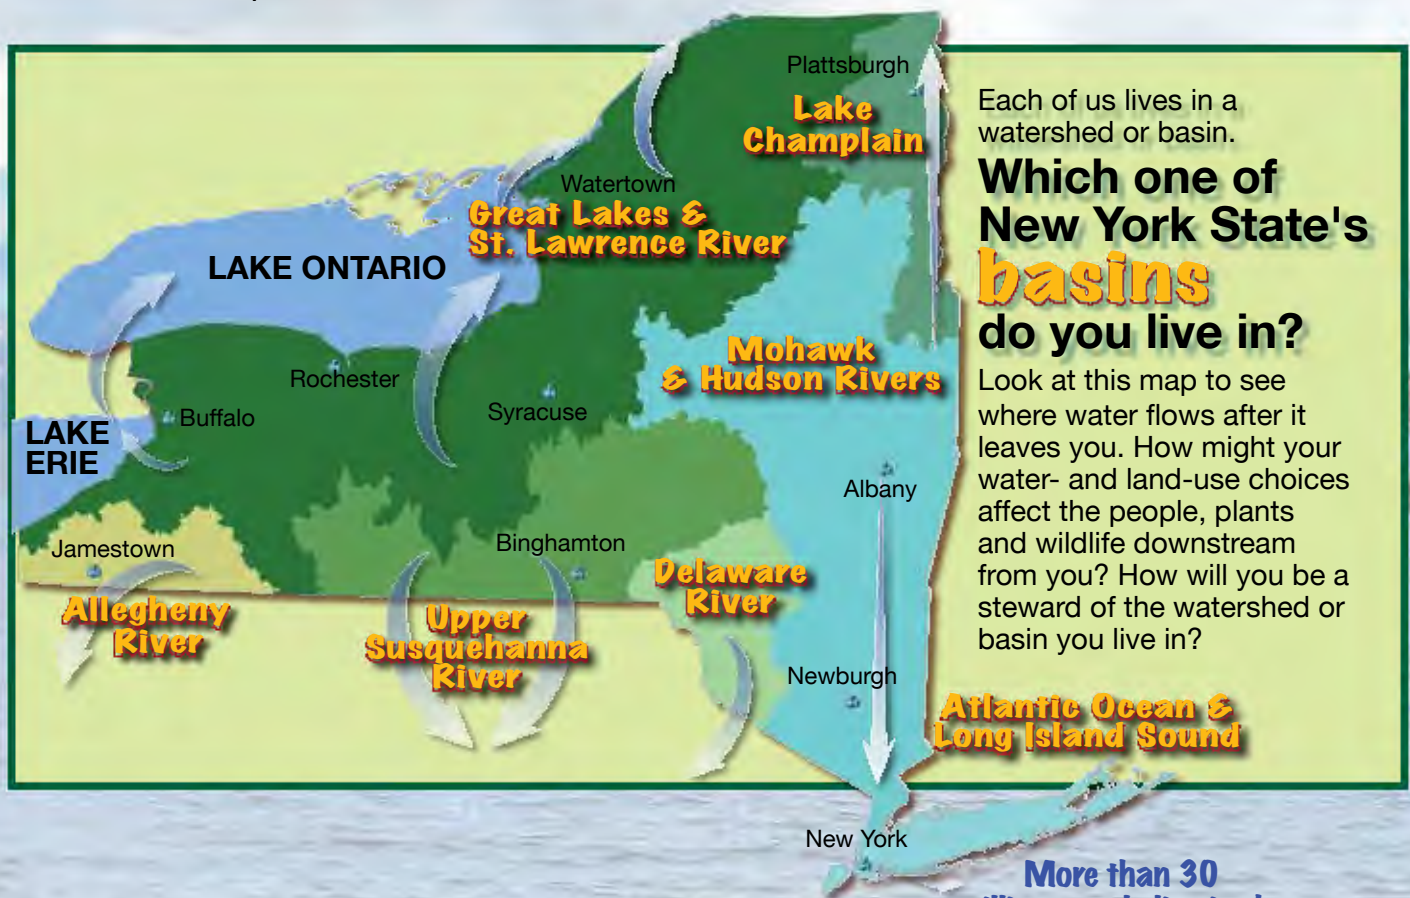 Plattsburgh
Lake
Champlain
Watertown
Great Lakes &
St. Lawrence River
LAKE ONTARIO
Rochester
Buffalo
Syracuse
LAKE
ERIE
Mohawk
& Hudson Rivers
Albany
Jamestown
Binghamton
Allegheny
River
Upper
Susquehanna
River
Delaware
River
Newburgh
Atlantic Ocean &
Long Island Sound
New York
Each of us lives in a
watershed or basin.
Which one of
New York State's
basins
do you live in?
Look at this map to see
where water flows after it
leaves you. How might your
water- and land-use choices
affect the people, plants
and wildlife downstream
from you? How will you be a
steward of the watershed or
basin you live in?
More than 30